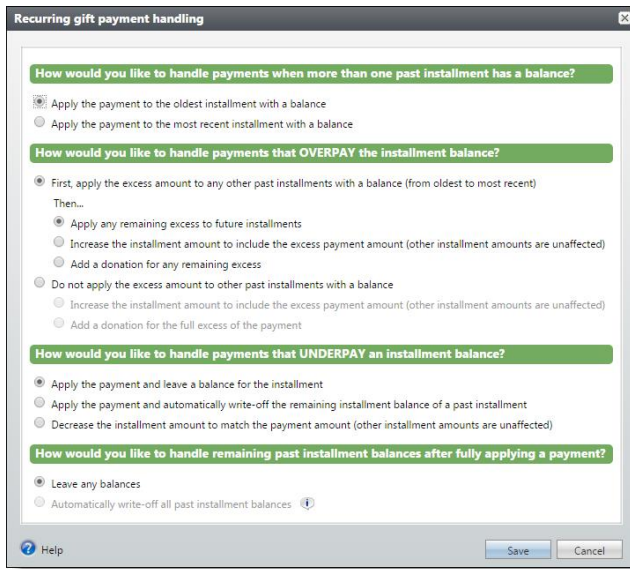 Recurring gift payment handling
How would you like to handle payments when more than one past installment has a balance?
Apply the payment to the oldest installment with a balance
Apply the payment to the most recent installment with a balance
How would you like to handle payments that OVERPAY the installment balance?
First, apply the excess amount to any other past installments with a balance (from oldest to most recent)
Then...
Apply any remaining excess to future installments
Increase the installment amount to include the excess payment amount (other installment amounts are unaffected)
Add a donation for any remaining excess
Do not apply the excess amount to other past installments with a balance
Increase the installment amount to include the excess payment amount (other installment amounts are unaffected)
Add a donation for the full excess of the payment
How would you like to handle payments that UNDERPAY an installment balance?
Apply the payment and leave a balance for the installment
Apply the payment and automatically write-off the remaining installment balance of a past installment
Decrease the installment amount to match the payment amount (other installment amounts are unaffected)
How would you like to handle remaining past installment balances after fully applying a payment?
Leave any balances
Automatically write-off all past installment balances
Help
Save Cancel